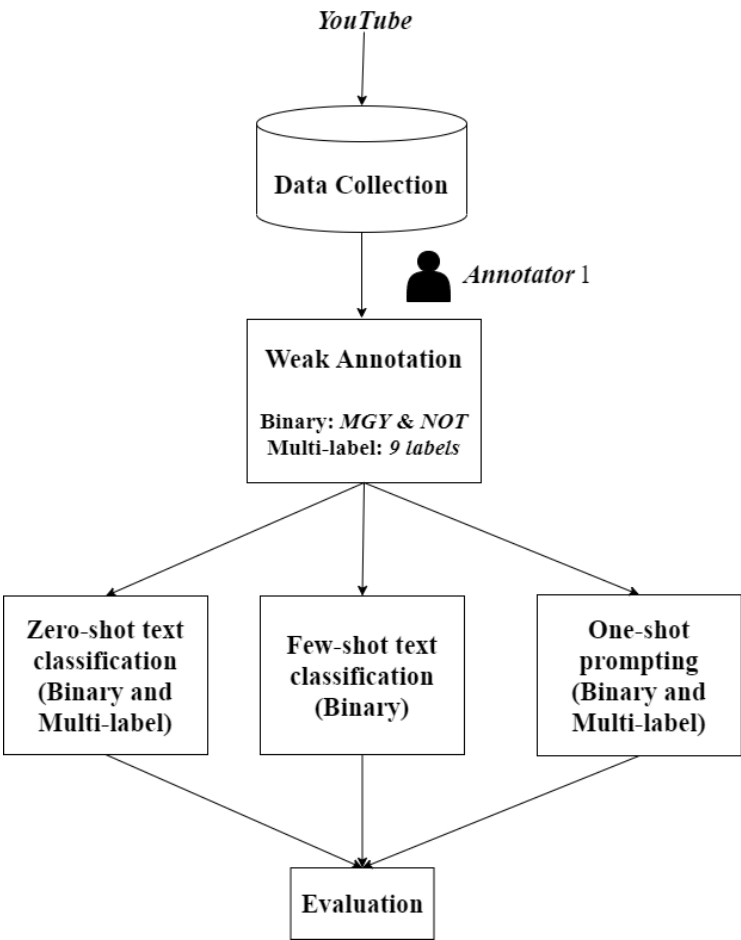 YouTube
Data Collection
Annotator 1
Weak Annotation
Binary: MGY & NOT
Multi-label: 9 labels
Zero-shot text
classification
(Binary and
Multi-label)
Few-shot text
classification
(Binary)
One-shot
prompting
(Binary and
Multi-label)
Evaluation